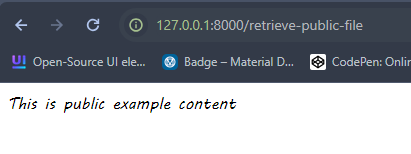 127.0.0.1:8000/retrieve-public-file
Open-Source UI ele... Badge – Material D... CodePen: Onlin
This is public example content